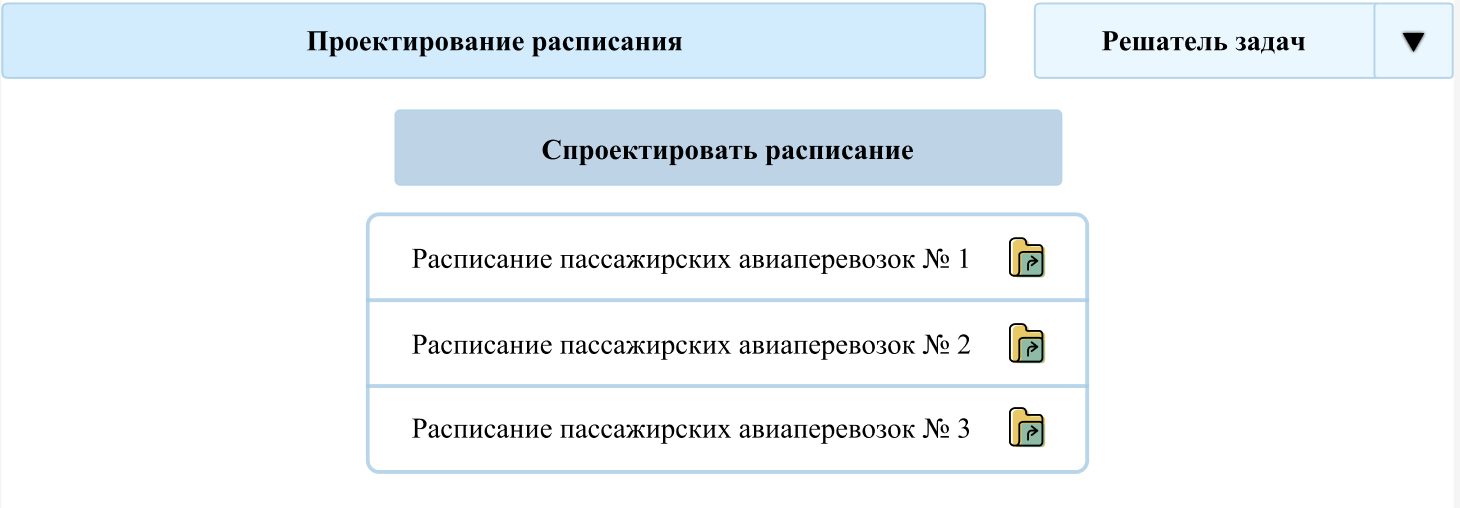 Проектирование расписания
Решатель задач
Спроектировать расписание
Расписание пассажирских авиаперевозок № 1
Расписание пассажирских авиаперевозок № 2
Расписание пассажирских авиаперевозок № 3